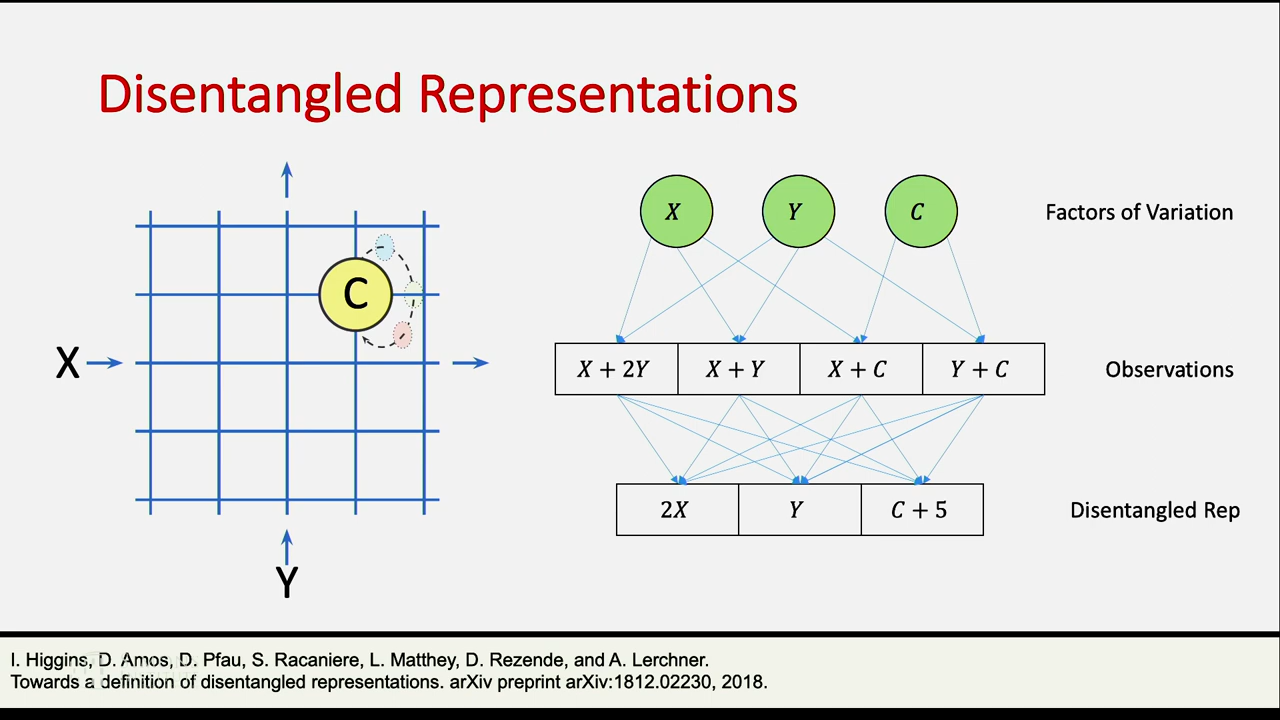 Disentangled Representations
X
Y
C
X Y C Factors of Variation
X + 2Y X + Y X + C Y + C Observations
2X Y C + 5 Disentangled Rep
I. Higgins, D. Amos, D. Pfau, S. Racaniere, L. Matthey, D. Rezende, and A. Lerchner.
Towards a definition of disentangled representations. arXiv preprint arXiv:1812.02230, 2018.